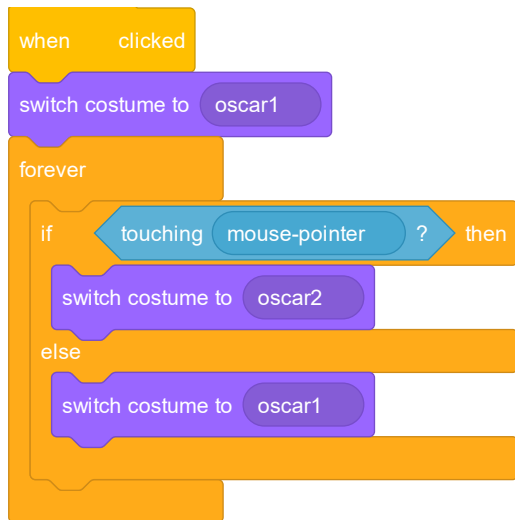 when clicked
switch costume to oscar1
forever
if touching mouse-pointer ? then
switch costume to oscar2
else
switch costume to oscar1